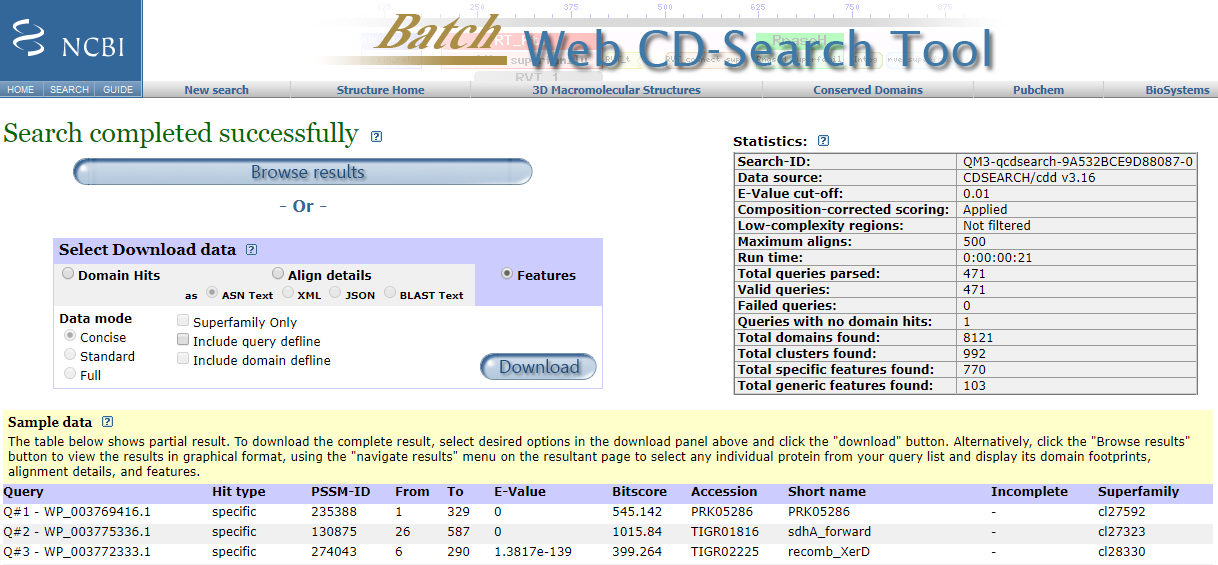 125 250 375 500 625 750 875
NCBI
Batch Web CD-Search Tool
RVT_1
HOME SEARCH GUIDE New search Structure Home 3D Macromolecular Structures Conserved Domains Pubchem BioSystems
Search completed successfully ?
Browse results
- Or -
Select Download data ?
Domain Hits Align details Features
as ASN Text XML JSON BLAST Text
Data mode
Concise
Standard
Full
Superfamily Only
Include query defline
Include domain defline
Download
Statistics: ?
Search-ID: QM3-qcdsearch-9A532BCE9D88087-0
Data source: CDSEARCH/cdd v3.16
E-Value cut-off: 0.01
Composition-corrected scoring: Applied
Low-complexity regions: Not filtered
Maximum aligns: 500
Run time: 0:00:00:21
Total queries parsed: 471
Valid queries: 471
Failed queries: 0
Queries with no domain hits: 1
Total domains found: 8121
Total clusters found: 992
Total specific features found: 770
Total generic features found: 103
Sample data ?
The table below shows partial result. To download the complete result, select desired options in the download panel above and click the "download" button. Alternatively, click the "Browse results"
button to view the results in graphical format, using the "navigate results" menu on the resultant page to select any individual protein from your query list and display its domain footprints,
alignment details, and features.
Query Hit type PSSM-ID From To E-Value Bitscore Accession Short name Incomplete Superfamily
Q#1 - WP_003769416.1 specific 235388 1 329 0 545.142 PRK05286 PRK05286 - cl27592
Q#2 - WP_003775336.1 specific 130875 26 587 0 1015.84 TIGR01816 sdhA_forward - cl27323
Q#3 - WP_003772333.1 specific 274043 6 290 1.3817e-139 399.264 TIGR02225 recomb_XerD - cl28330